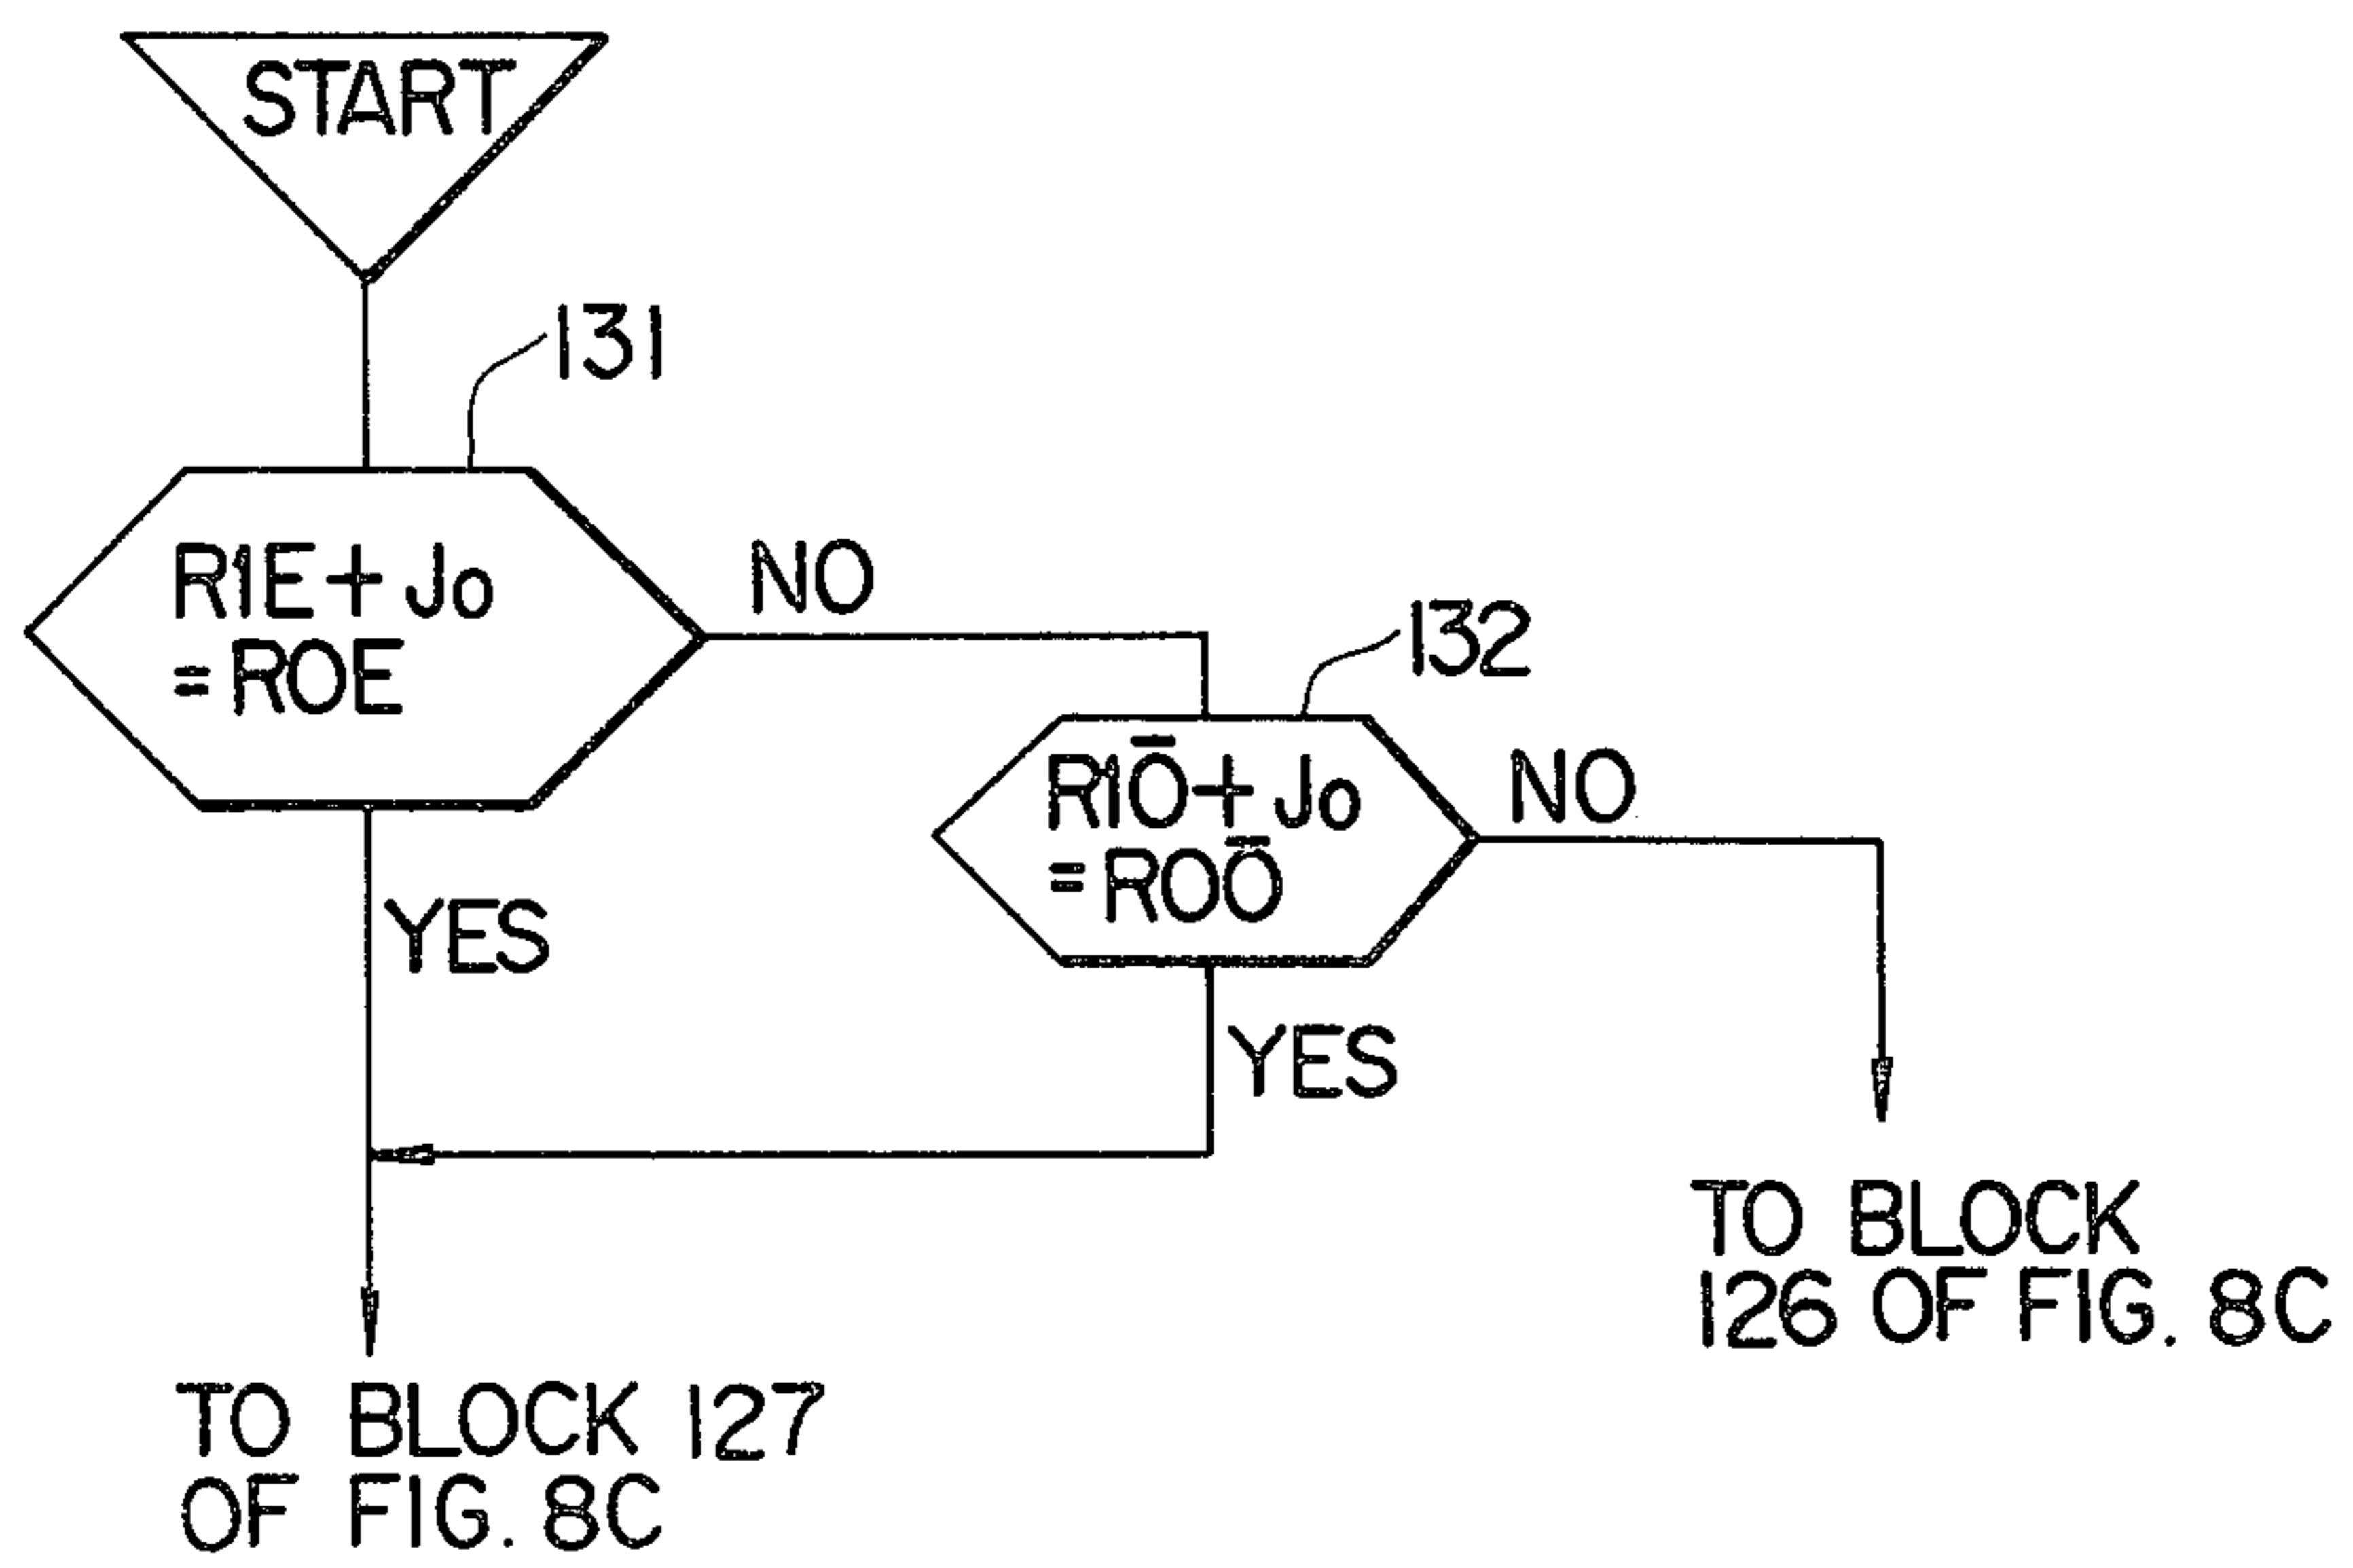 START
131
R1E+Jo
=ROE
NO
132
R1Ō+Jo
=ROŌ
NO
YES
YES
TO BLOCK
126 OF FIG. 8C
TO BLOCK 127
OF FIG. 8C